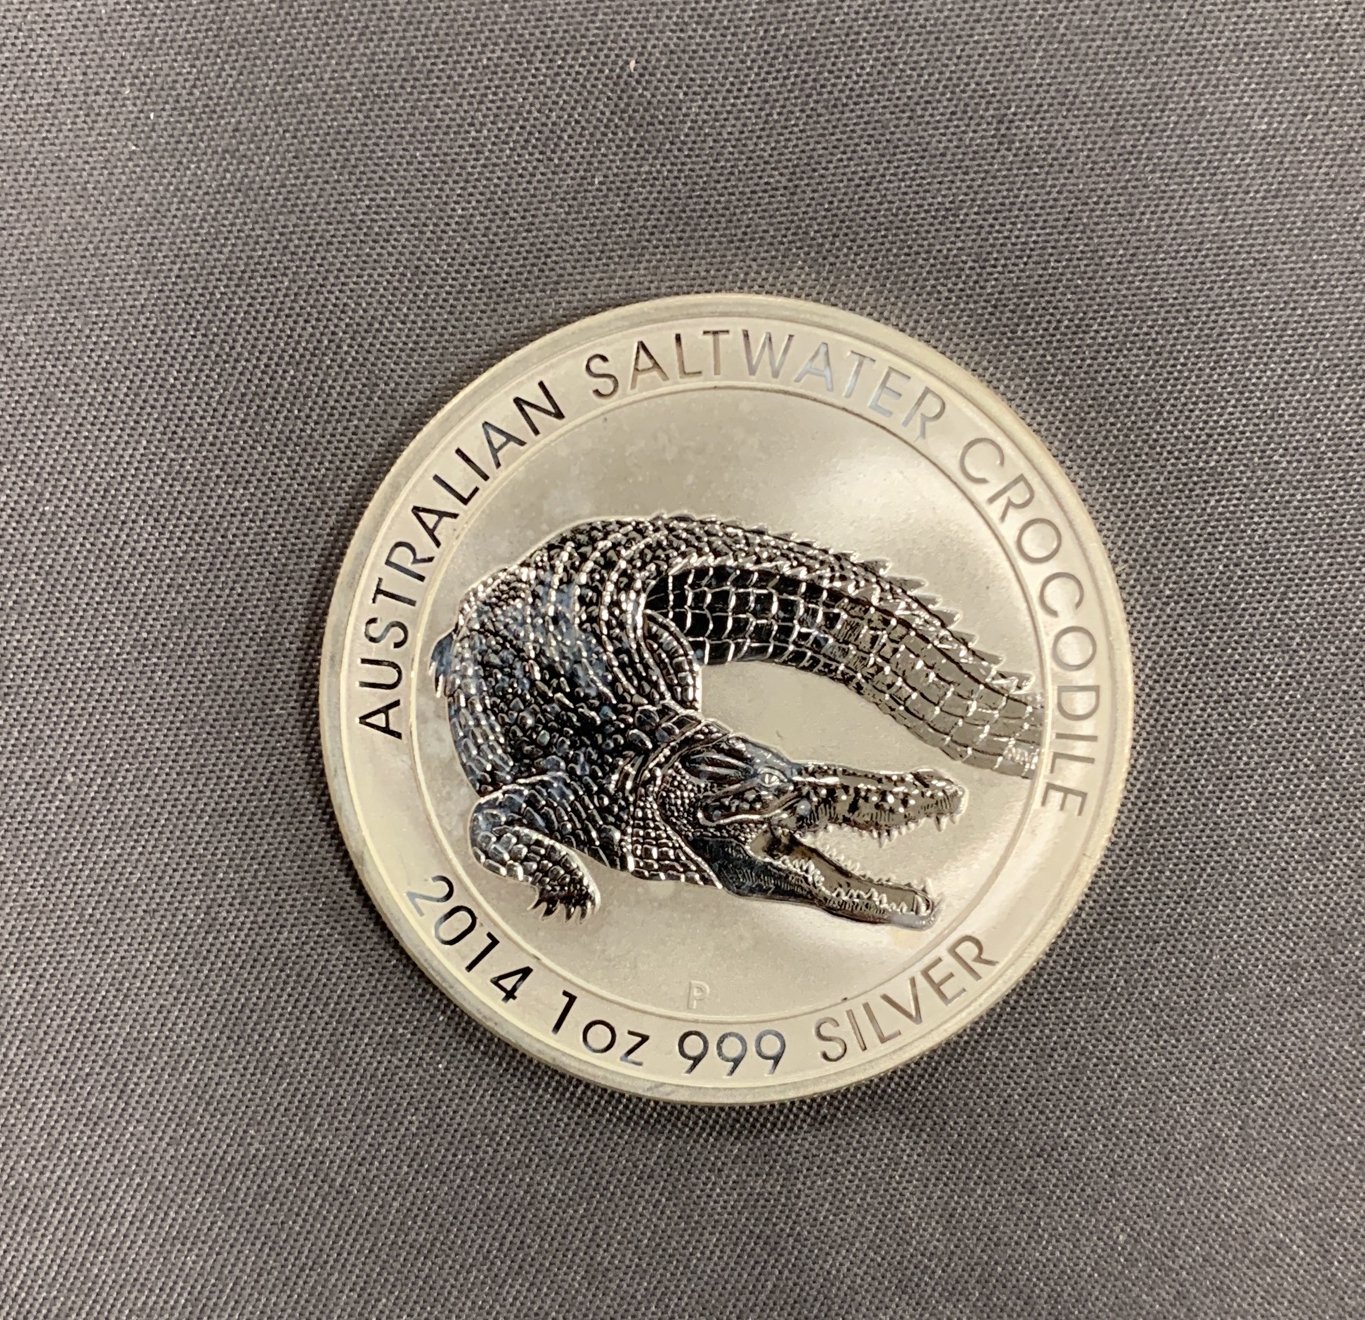 AUSTRALIAN SALTWATER CROCODILE
P
2014 1oz 999 SILVER